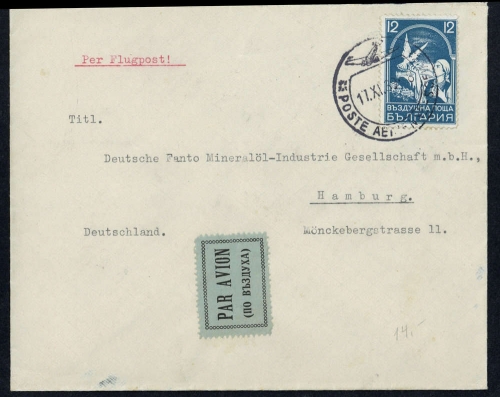 Per Flugpost!
12 12
ВЪЗДУШНА ПОЩА
БЪЛГАРИЯ
17.XI.
POSTE
Titl.
Deutsche Fanto Mineralöl-Industrie Gesellschaft m.b.H.,
Hamburg.
Deutschland. Mönckebergstrasse 11.
PAR AVION
(ПО ВЪЗДУХА)
14.